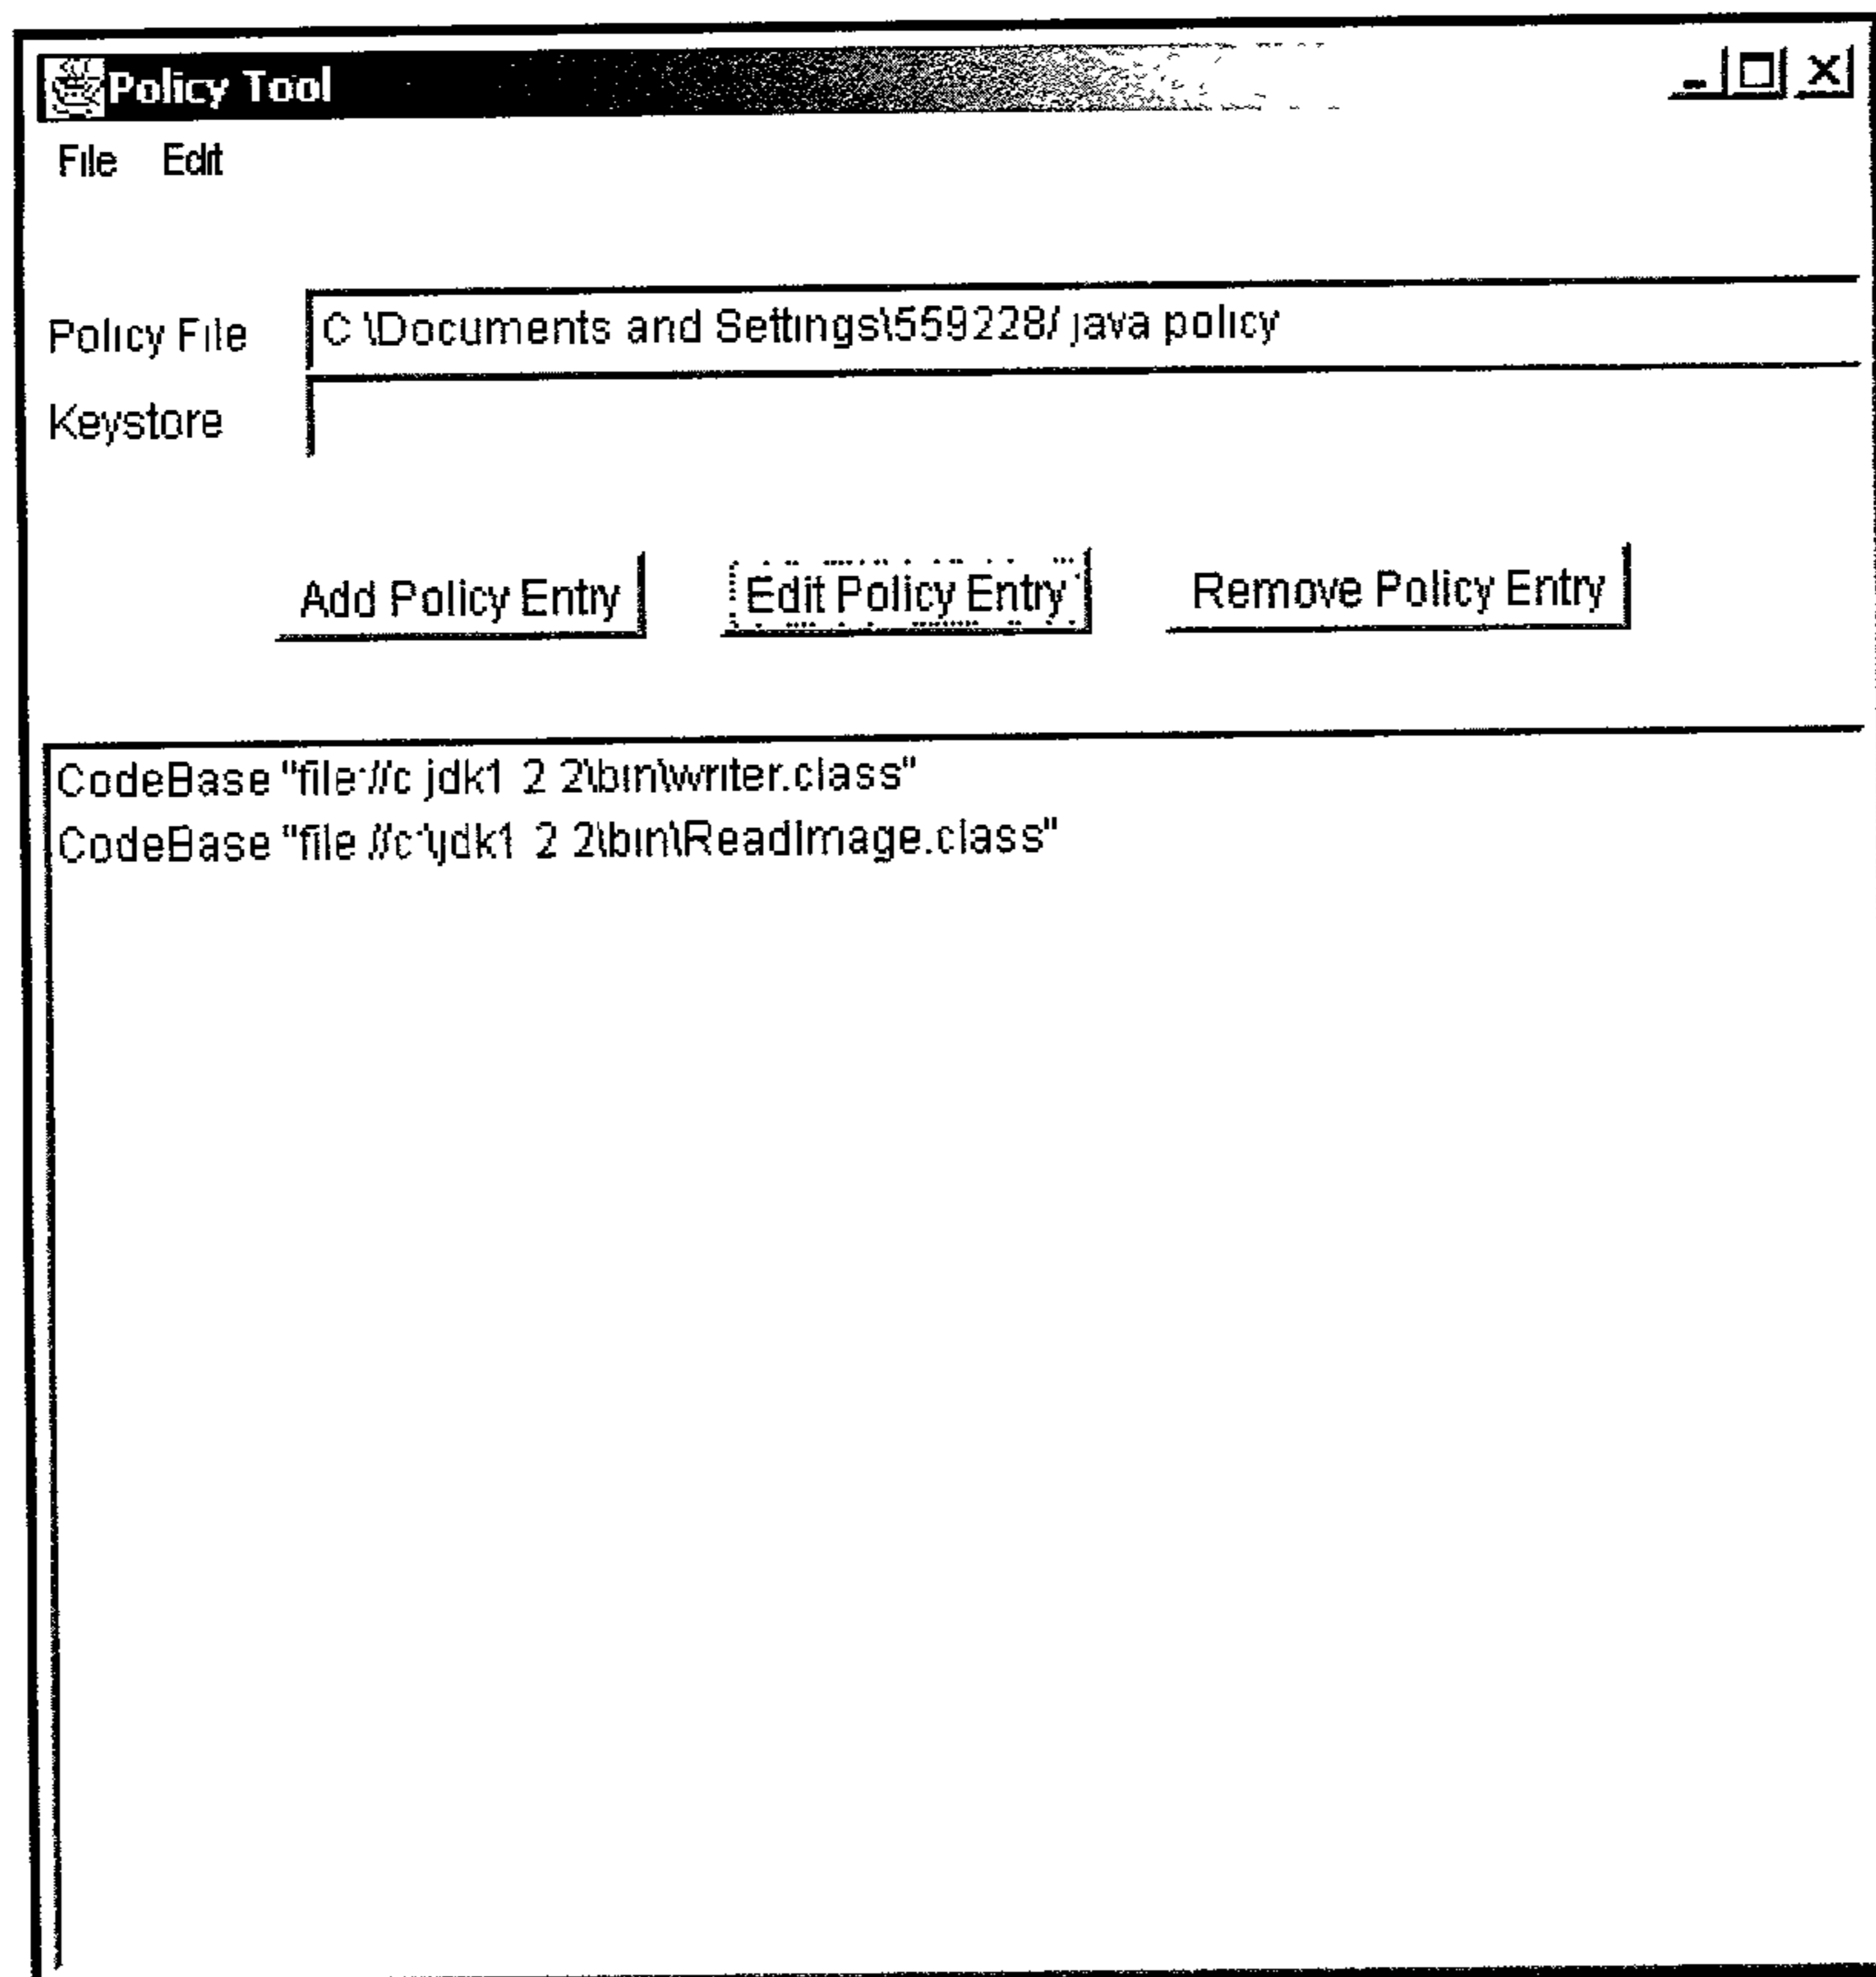 Policy Tool
File Edit
Policy File C \Documents and Settings\559228/ java policy
Keystore
Add Policy Entry Edit Policy Entry Remove Policy Entry
CodeBase "file://c jdk1 2 2\bin\writer.class"
CodeBase "file //c:\jdk1 2 2\bin\ReadImage.class"